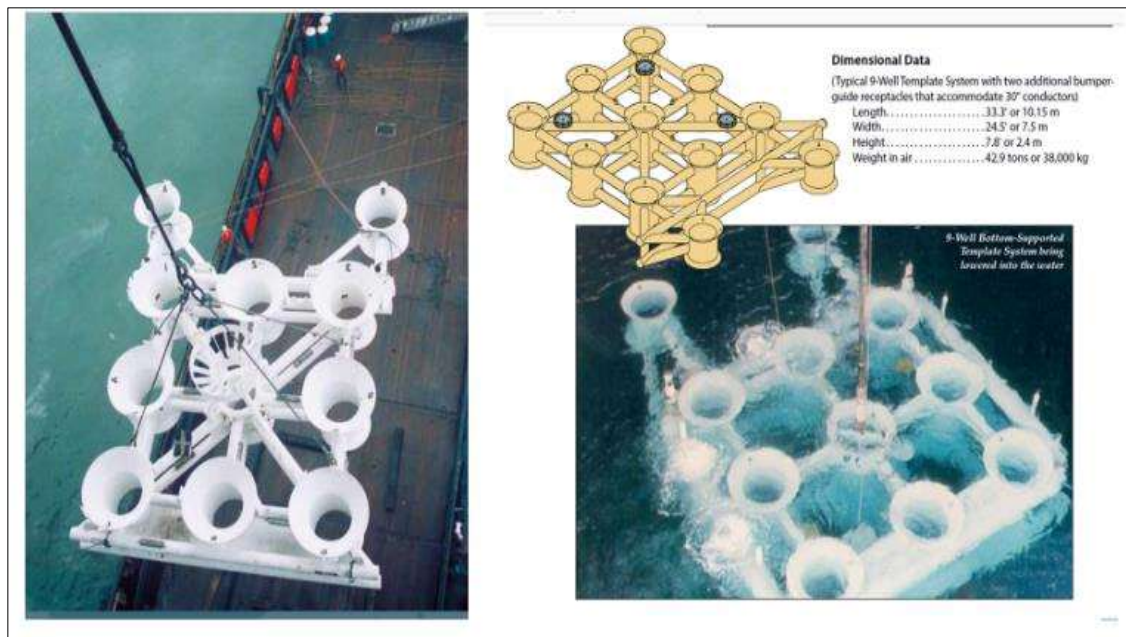 Dimensional Data
(Typical 9-Well Template System with two additional bumper-
guide receptacles that accommodate 30" conductors)
Length.....................33.3' or 10.15 m
Width.....................24.5' or 7.5 m
Height.....................7.8' or 2.4 m
Weight in air...............42.9 tons or 38,000 kg
9-Well Bottom-Supported
Template System being
lowered into the water